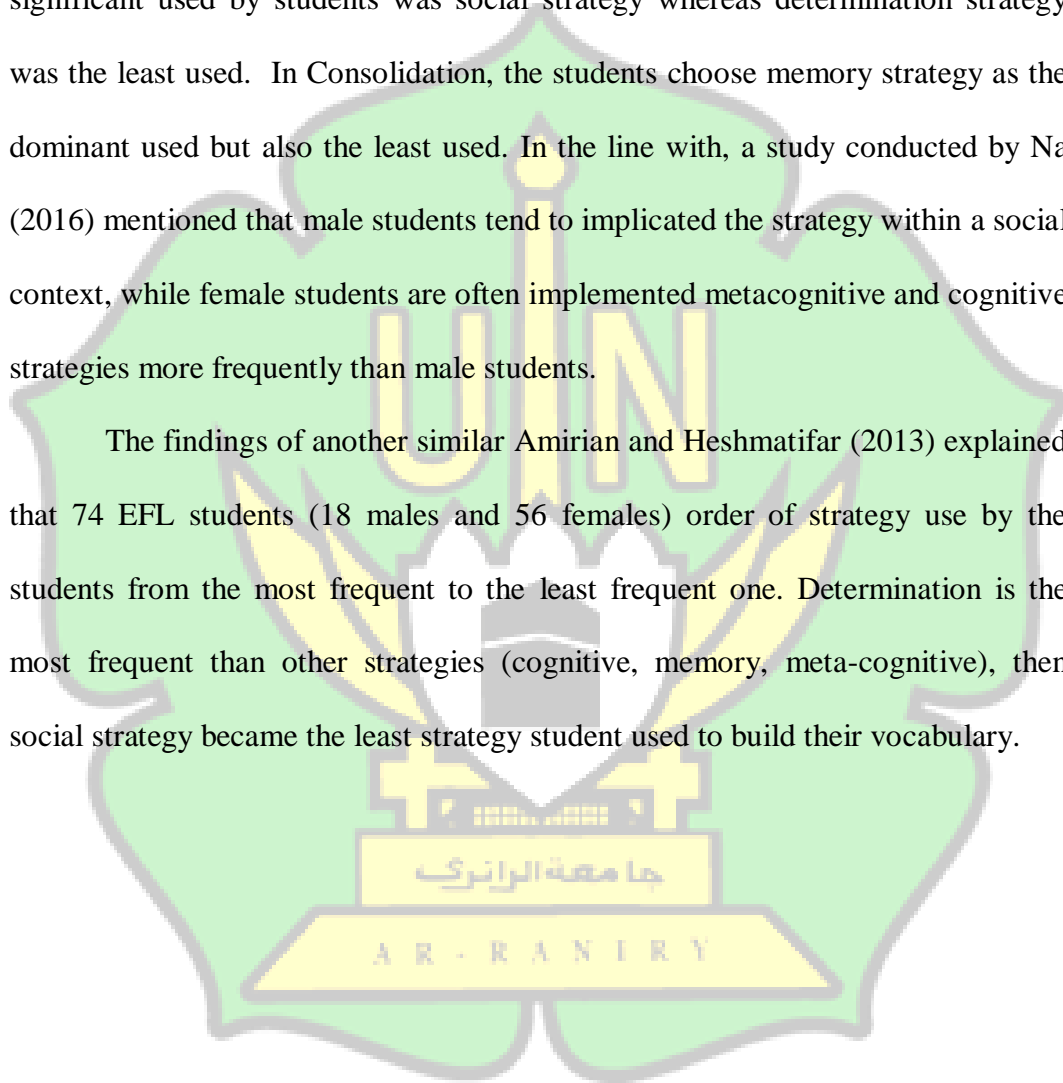 significant used by students was social strategy whereas determination strategy
was the least used. In Consolidation, the students choose memory strategy as the
dominant used but also the least used. In the line with, a study conducted by Na
(2016) mentioned that male students tend to implicated the strategy within a social
context, while female students are often implemented metacognitive and cognitive
strategies more frequently than male students.
The findings of another similar Amirian and Heshmatifar (2013) explained
that 74 EFL students (18 males and 56 females) order of strategy use by the
students from the most frequent to the least frequent one. Determination is the
most frequent than other strategies (cognitive, memory, meta-cognitive), then
social strategy became the least strategy student used to build their vocabulary.
UIN
جامعة الرانري
AR-RANIRY